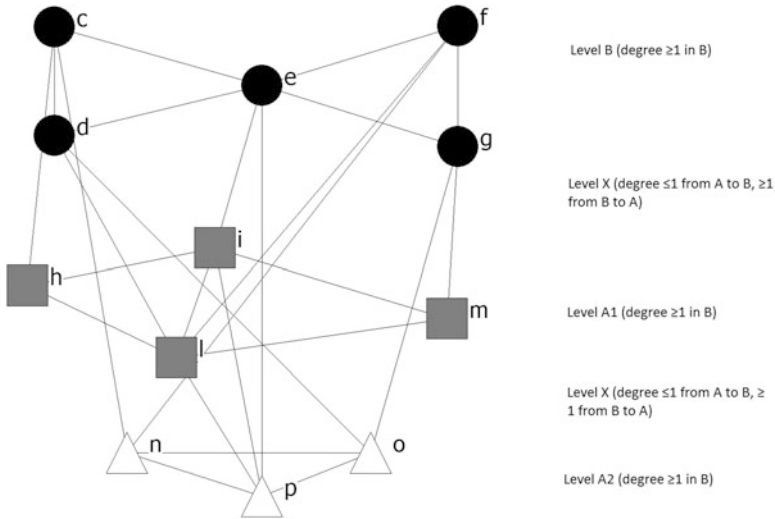 c
f
Level B (degree ≥1 in B)
e
d
g
Level X (degree ≤1 from A to B, ≥1
from B to A)
i
h
m
Level A1 (degree ≥1 in B)
l
Level X (degree ≤1 from A to B, ≥
1 from B to A)
n
o
Level A2 (degree ≥1 in B)
p